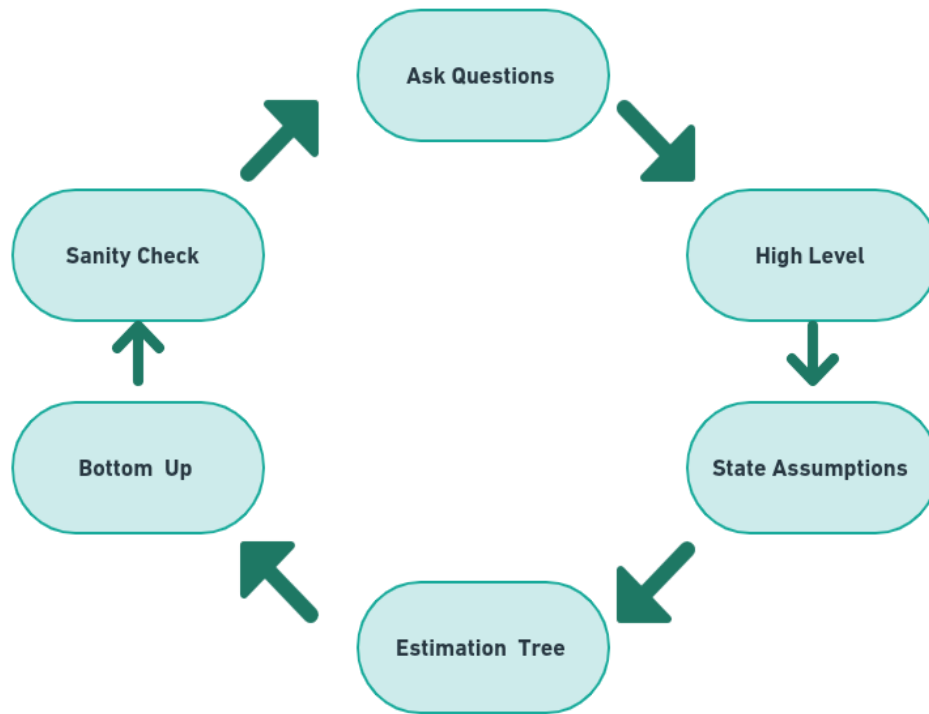 Ask Questions
High Level
State Assumptions
Estimation  Tree
Bottom  Up
Sanity Check